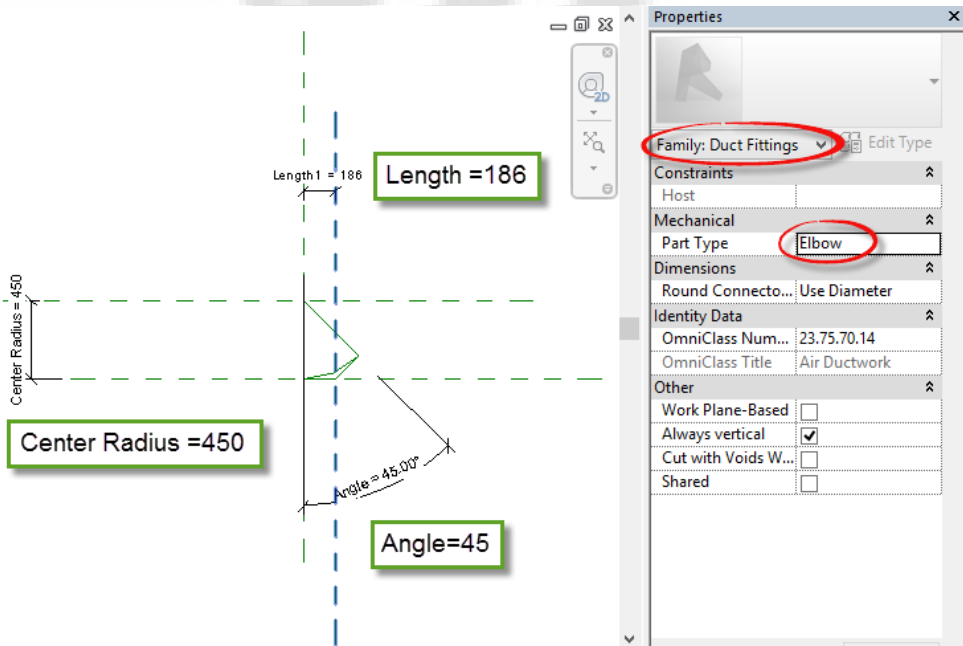 Properties
2D
Family: Duct Fittings
Edit Type
Length1 = 186
Length =186
Constraints
Host
Mechanical
Part Type Elbow
Dimensions
Round Connecto... Use Diameter
Identity Data
OmniClass Num... 23.75.70.14
OmniClass Title Air Ductwork
Other
Work Plane-Based
Always vertical
Cut with Voids W...
Shared
Center Radius = 450
Center Radius =450
Angle = 45.00°
Angle=45